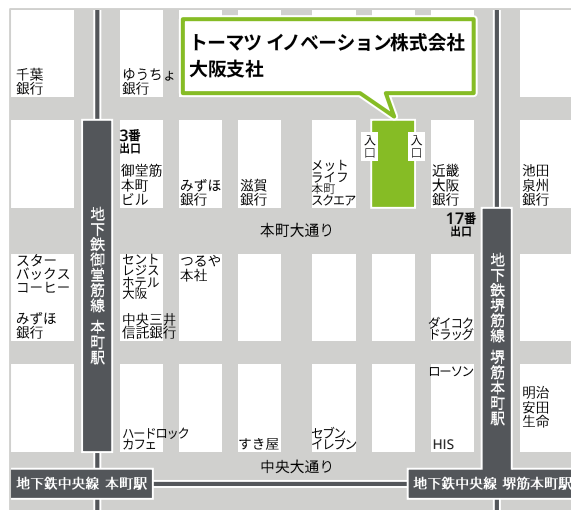 トーマツ イノベーション株式会社
大阪支社
千葉
銀行
ゆうちょ
銀行
3番
出口
入口
入口
御堂筋
本町
ビル
みずほ
銀行
滋賀
銀行
メット
ライフ
本町
スクエア
近畿
大阪
銀行
池田
泉州
銀行
17番
出口
本町大通り
地下鉄御堂筋線 本町駅
地下鉄堺筋線 堺筋本町駅
スター
バックス
コーヒー
セント
レジス
ホテル
大阪
つるや
本社
みずほ
銀行
中央三井
信託銀行
ダイコク
ドラッグ
ローソン
明治
安田
生命
ハードロック
カフェ
すき屋
セブン
イレブン
HIS
中央大通り
地下鉄中央線 本町駅
地下鉄中央線 堺筋本町駅